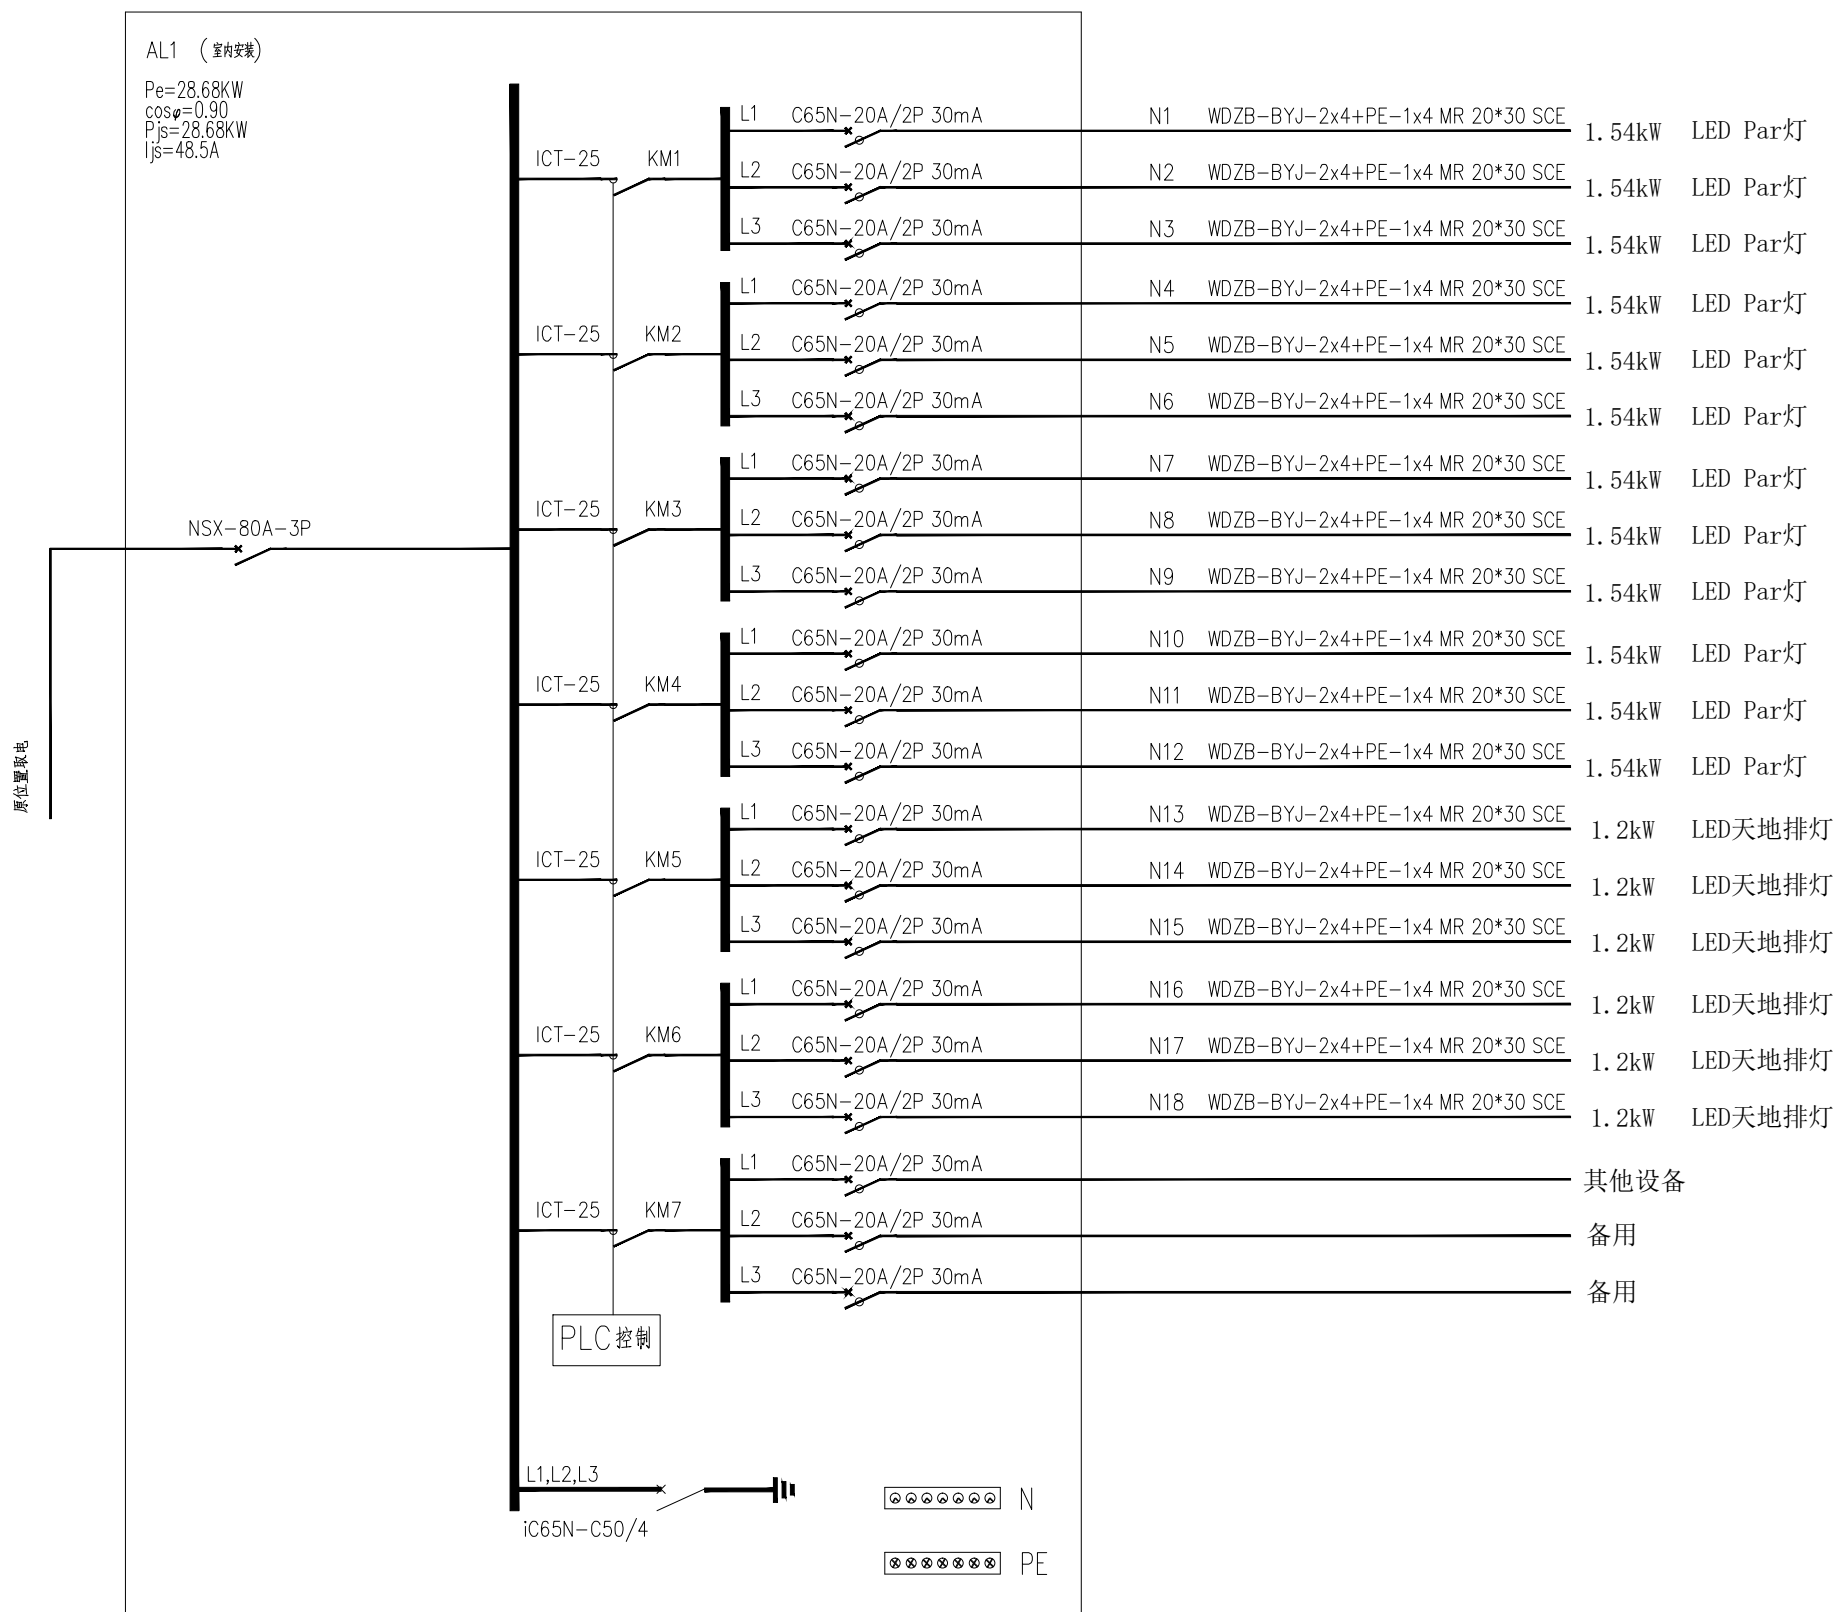 AL1 (室内安装)
Pe=28.68KW
cosφ=0.90
Pjs=28.68KW
Ijs=48.5A
原位置取电
NSX-80A-3P
ICT-25 KM1
L1 C65N-20A/2P 30mA N1 WDZB-BYJ-2x4+PE-1x4 MR 20*30 SCE 1.54kW LED Par灯
L2 C65N-20A/2P 30mA N2 WDZB-BYJ-2x4+PE-1x4 MR 20*30 SCE 1.54kW LED Par灯
L3 C65N-20A/2P 30mA N3 WDZB-BYJ-2x4+PE-1x4 MR 20*30 SCE 1.54kW LED Par灯
ICT-25 KM2
L1 C65N-20A/2P 30mA N4 WDZB-BYJ-2x4+PE-1x4 MR 20*30 SCE 1.54kW LED Par灯
L2 C65N-20A/2P 30mA N5 WDZB-BYJ-2x4+PE-1x4 MR 20*30 SCE 1.54kW LED Par灯
L3 C65N-20A/2P 30mA N6 WDZB-BYJ-2x4+PE-1x4 MR 20*30 SCE 1.54kW LED Par灯
ICT-25 KM3
L1 C65N-20A/2P 30mA N7 WDZB-BYJ-2x4+PE-1x4 MR 20*30 SCE 1.54kW LED Par灯
L2 C65N-20A/2P 30mA N8 WDZB-BYJ-2x4+PE-1x4 MR 20*30 SCE 1.54kW LED Par灯
L3 C65N-20A/2P 30mA N9 WDZB-BYJ-2x4+PE-1x4 MR 20*30 SCE 1.54kW LED Par灯
ICT-25 KM4
L1 C65N-20A/2P 30mA N10 WDZB-BYJ-2x4+PE-1x4 MR 20*30 SCE 1.54kW LED Par灯
L2 C65N-20A/2P 30mA N11 WDZB-BYJ-2x4+PE-1x4 MR 20*30 SCE 1.54kW LED Par灯
L3 C65N-20A/2P 30mA N12 WDZB-BYJ-2x4+PE-1x4 MR 20*30 SCE 1.54kW LED Par灯
ICT-25 KM5
L1 C65N-20A/2P 30mA N13 WDZB-BYJ-2x4+PE-1x4 MR 20*30 SCE 1.2kW LED天地排灯
L2 C65N-20A/2P 30mA N14 WDZB-BYJ-2x4+PE-1x4 MR 20*30 SCE 1.2kW LED天地排灯
L3 C65N-20A/2P 30mA N15 WDZB-BYJ-2x4+PE-1x4 MR 20*30 SCE 1.2kW LED天地排灯
ICT-25 KM6
L1 C65N-20A/2P 30mA N16 WDZB-BYJ-2x4+PE-1x4 MR 20*30 SCE 1.2kW LED天地排灯
L2 C65N-20A/2P 30mA N17 WDZB-BYJ-2x4+PE-1x4 MR 20*30 SCE 1.2kW LED天地排灯
L3 C65N-20A/2P 30mA N18 WDZB-BYJ-2x4+PE-1x4 MR 20*30 SCE 1.2kW LED天地排灯
ICT-25 KM7
L1 C65N-20A/2P 30mA 其他设备
L2 C65N-20A/2P 30mA 备用
L3 C65N-20A/2P 30mA 备用
PLC控制
L1,L2,L3
iC65N-C50/4
N
PE